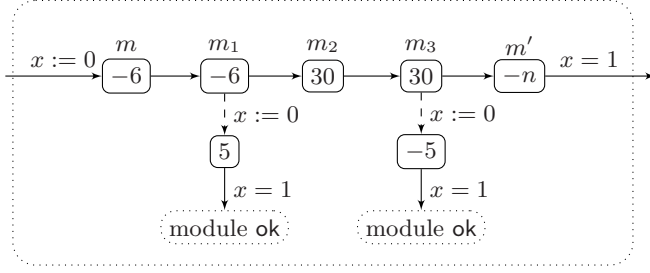 m m₁ m₂ m₃ m′
x := 0 −6 −6 30 30 −n x = 1
x := 0 x := 0
5 −5
x = 1 x = 1
module ok module ok